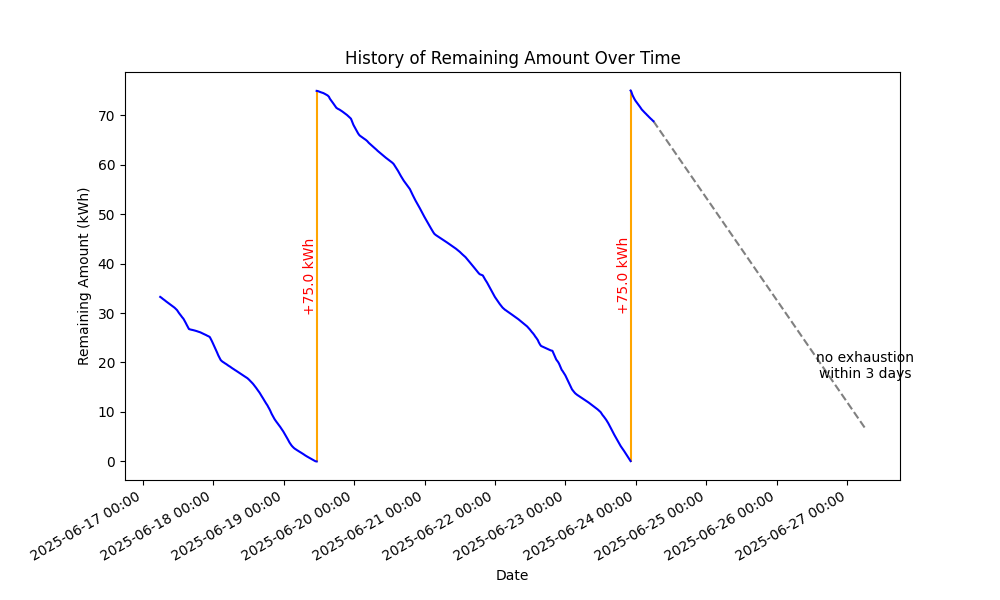 History of Remaining Amount Over Time
Remaining Amount (kWh)
70
60
50
40
30
20
10
0
+75.0 kWh
+75.0 kWh
no exhaustion
within 3 days
2025-06-17 00:00
2025-06-18 00:00
2025-06-19 00:00
2025-06-20 00:00
2025-06-21 00:00
2025-06-22 00:00
2025-06-23 00:00
2025-06-24 00:00
2025-06-25 00:00
2025-06-26 00:00
2025-06-27 00:00
Date